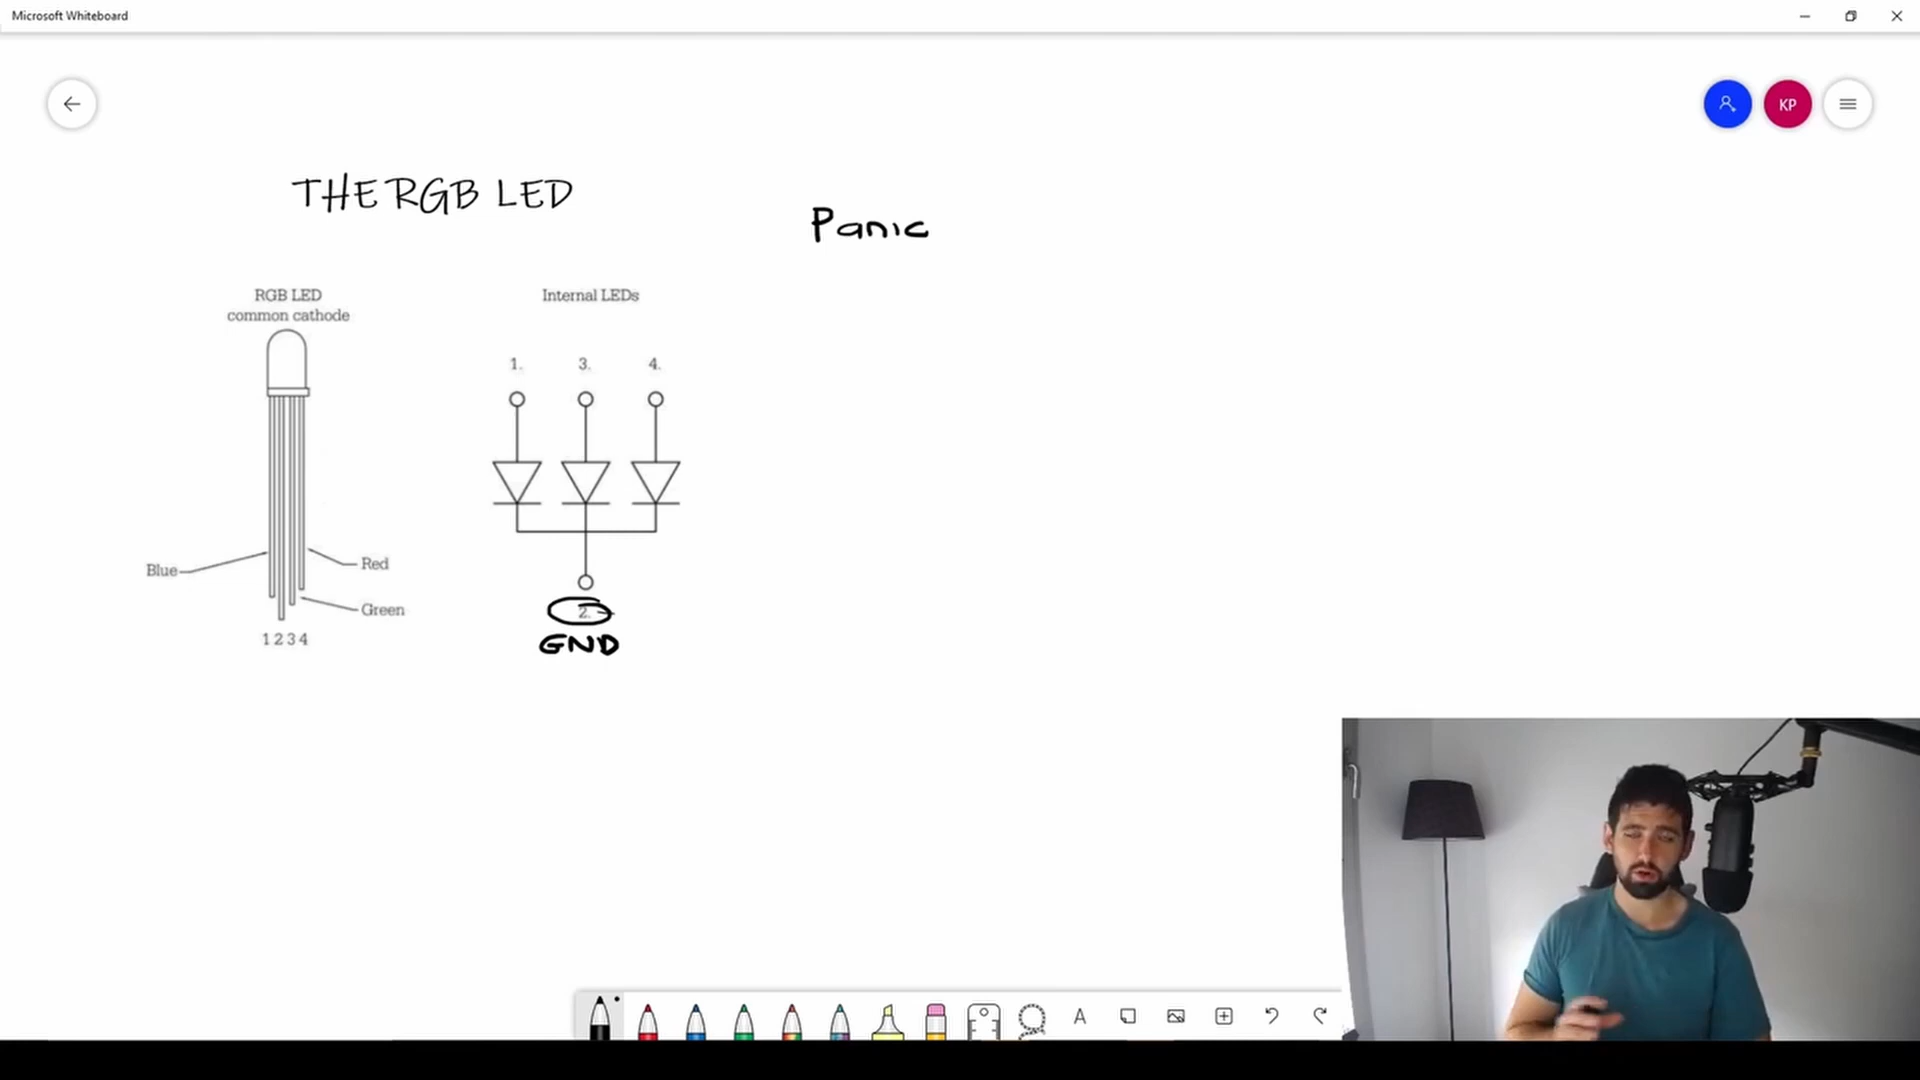 Microsoft Whiteboard
KP
THE RGB LED
Panic
RGB LED
common cathode
Internal LEDs
1. 3. 4.
Blue
Red
Green
2.
GND
1 2 3 4
A